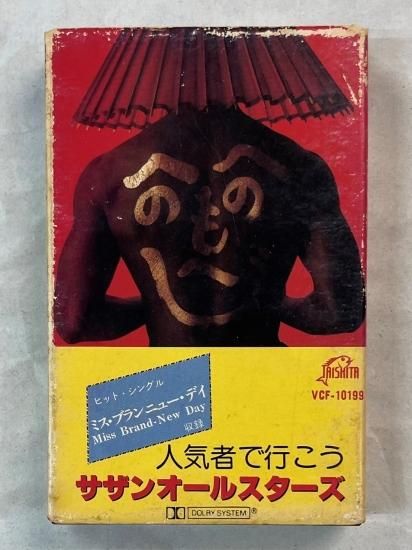 へ へ
の の
も
へ
じ
TAISHITA
VCF-10199
ヒット・シングル
ミス・ブランニュー・デイ
Miss Brand-New Day
収録
人気者で行こう
サザンオールスターズ
DOLBY SYSTEM ®